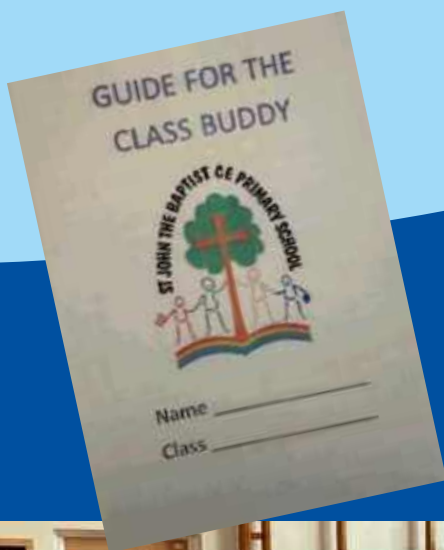 GUIDE FOR THE
CLASS BUDDY
ST JOHN THE BAPTIST CE PRIMARY SCHOOL
Name
Class